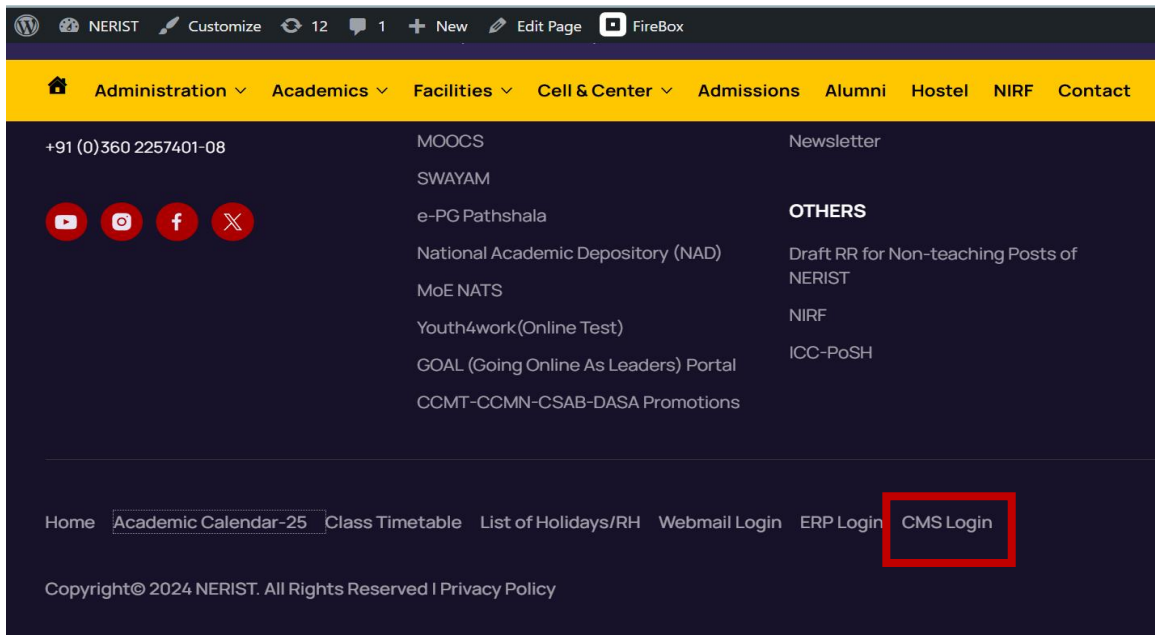 NERIST Customize 12 1 New Edit Page FireBox
Administration Academics Facilities Cell & Center Admissions Alumni Hostel NIRF Contact
+91 (0)360 2257401-08
MOOCS
SWAYAM
e-PG Pathshala
National Academic Depository (NAD)
MoE NATS
Youth4work(Online Test)
GOAL (Going Online As Leaders) Portal
CCMT-CCMN-CSAB-DASA Promotions
Newsletter
OTHERS
Draft RR for Non-teaching Posts of
NERIST
NIRF
ICC-PoSH
Home Academic Calendar-25 Class Timetable List of Holidays/RH Webmail Login ERP Login CMS Login
Copyright© 2024 NERIST. All Rights Reserved | Privacy Policy